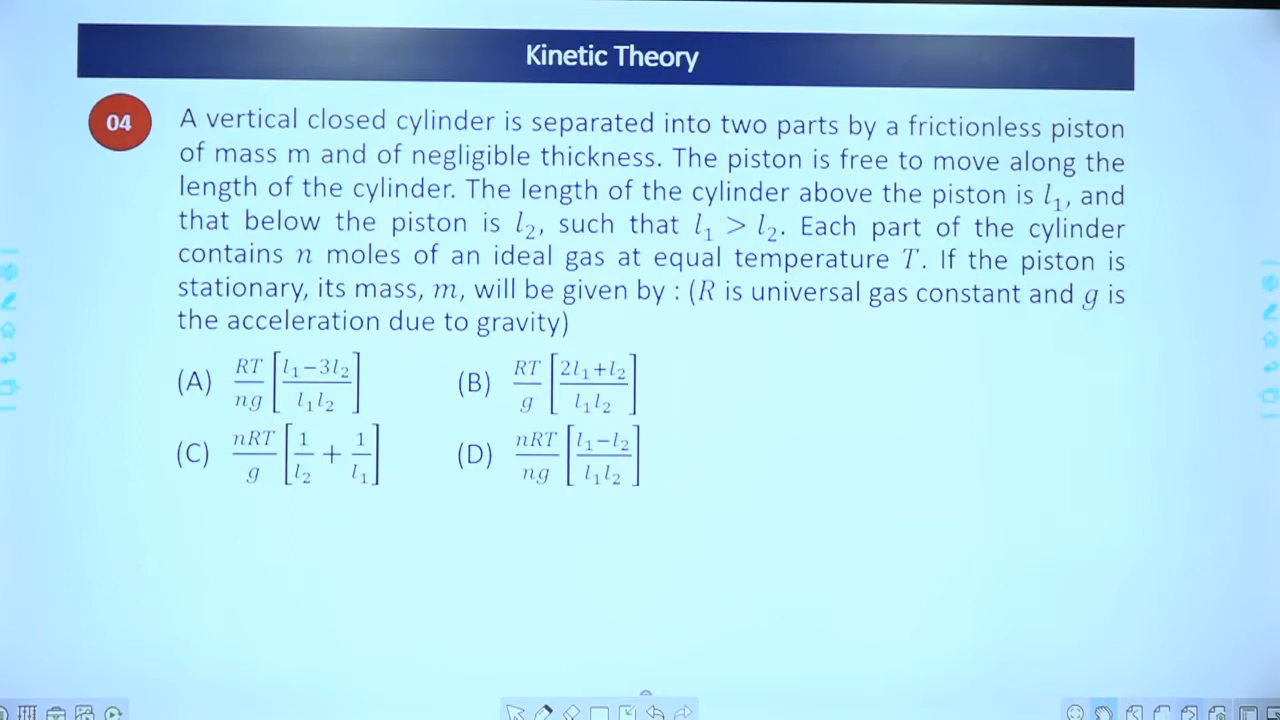 Kinetic Theory
04
A vertical closed cylinder is separated into two parts by a frictionless piston
of mass m and of negligible thickness. The piston is free to move along the
length of the cylinder. The length of the cylinder above the piston is l₁, and
that below the piston is l₂, such that l₁ > l₂. Each part of the cylinder
contains n moles of an ideal gas at equal temperature T. If the piston is
stationary, its mass, m, will be given by : (R is universal gas constant and g is
the acceleration due to gravity)
(A) RT/ng [l₁−3l₂ / l₁l₂] (B) RT/g [2l₁+l₂ / l₁l₂]
(C) nRT/g [1/l₂ + 1/l₁] (D) nRT/ng [l₁−l₂ / l₁l₂]